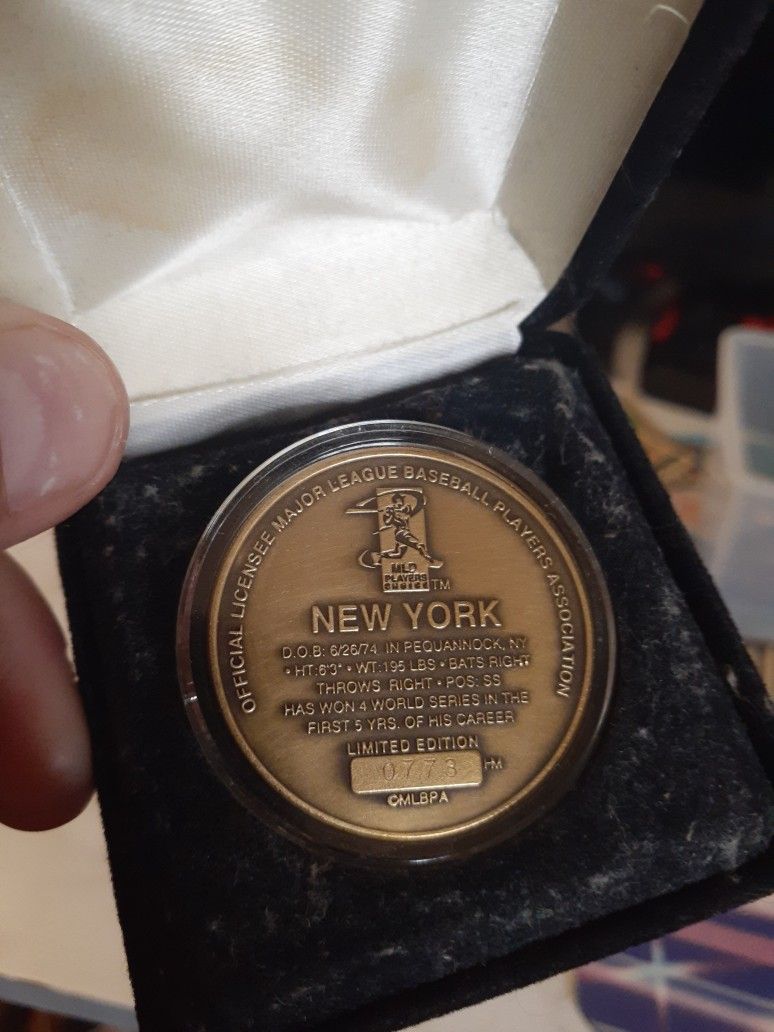 OFFICIAL LICENSEE MAJOR LEAGUE BASEBALL PLAYERS ASSOCIATION
MLB
PLAYERS
CHOICE TM
NEW YORK
D.O.B: 6/26/74 IN PEQUANNOCK, NY
• HT:6'3" • WT:195 LBS • BATS RIGHT
THROWS RIGHT • POS: SS
HAS WON 4 WORLD SERIES IN THE
FIRST 5 YRS. OF HIS CAREER
LIMITED EDITION
0773 HM
©MLBPA